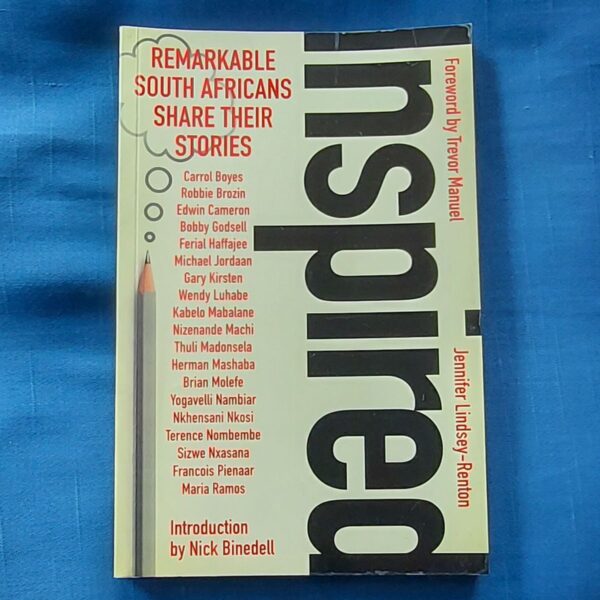 REMARKABLE
SOUTH AFRICANS
SHARE THEIR
STORIES
Carrol Boyes
Robbie Brozin
Edwin Cameron
Bobby Godsell
Ferial Haffajee
Michael Jordaan
Gary Kirsten
Wendy Luhabe
Kabelo Mabalane
Nizenande Machi
Thuli Madonsela
Herman Mashaba
Brian Molefe
Yogavelli Nambiar
Nkhensani Nkosi
Terence Nombembe
Sizwe Nxasana
Francois Pienaar
Maria Ramos
Introduction
by Nick Binedell
Inspired
Foreword by Trevor Manuel
Jennifer Lindsey-Renton